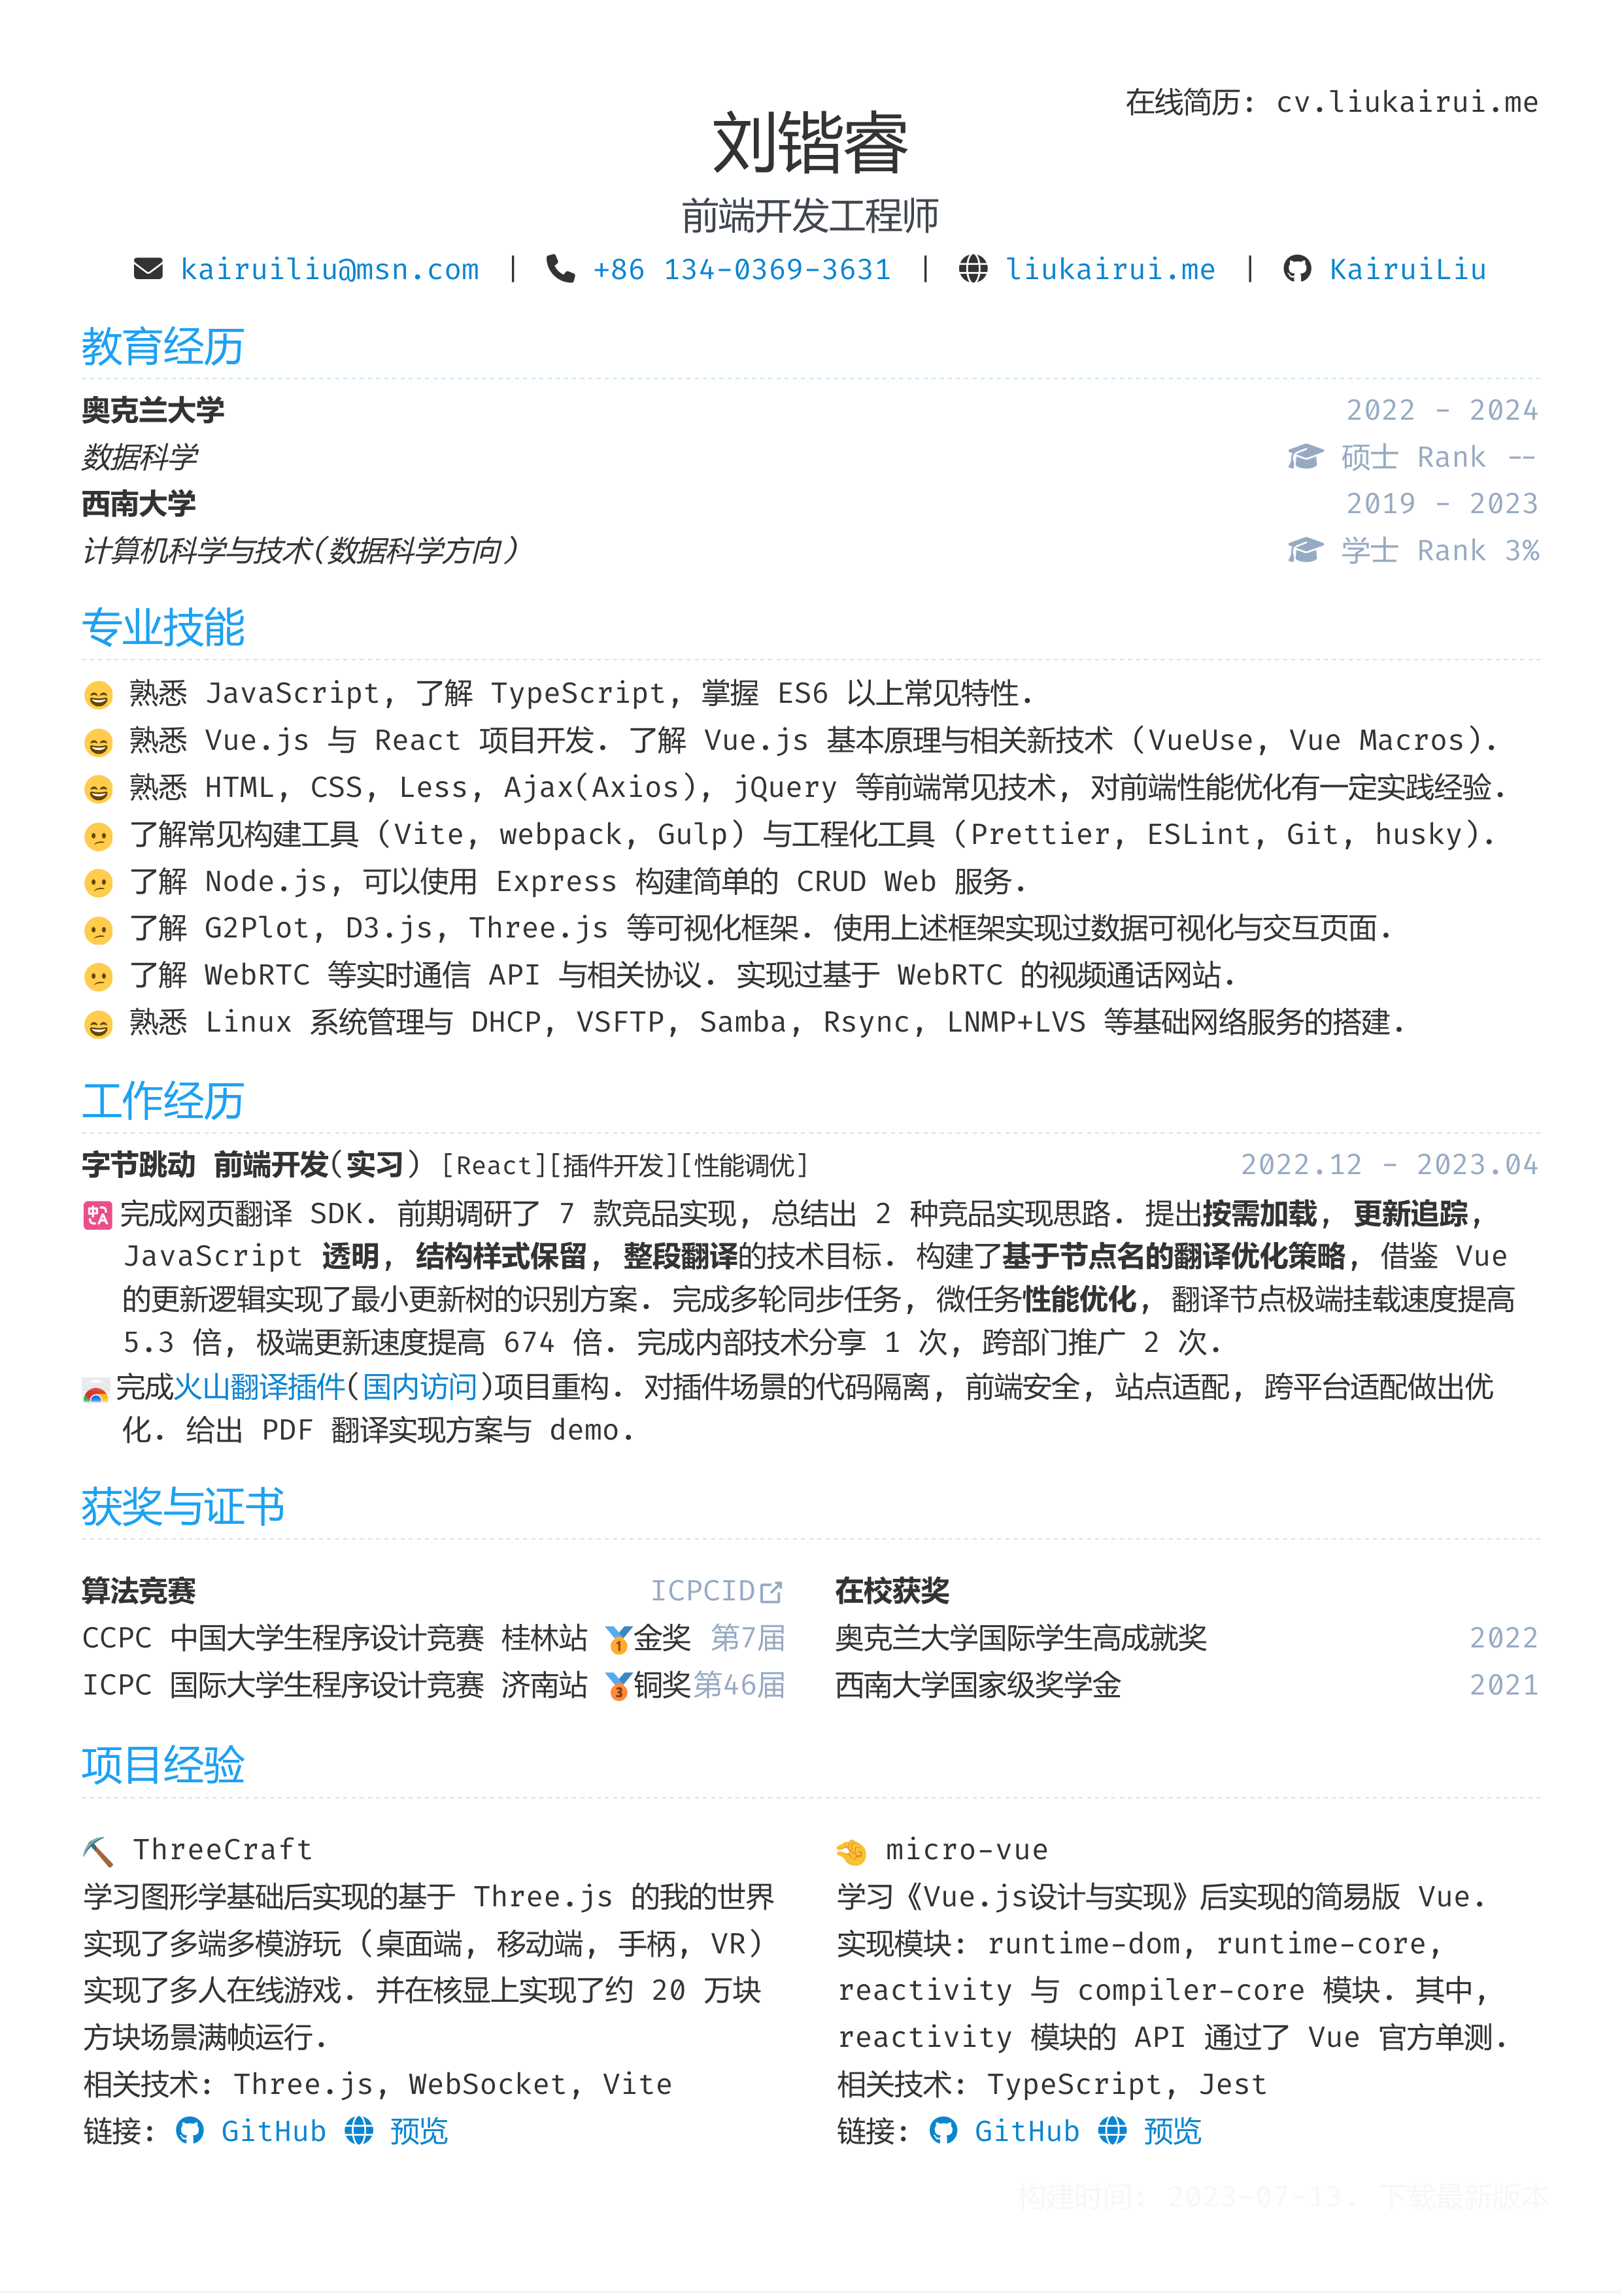 在线简历: cv.liukairui.me
刘锴睿
前端开发工程师
kairuiliu@msn.com | +86 134-0369-3631 | liukairui.me | KairuiLiu
教育经历
奥克兰大学 2022 - 2024
数据科学 硕士 Rank --
西南大学 2019 - 2023
计算机科学与技术(数据科学方向) 学士 Rank 3%
专业技能
😄 熟悉 JavaScript, 了解 TypeScript, 掌握 ES6 以上常见特性.
😄 熟悉 Vue.js 与 React 项目开发. 了解 Vue.js 基本原理与相关新技术 (VueUse, Vue Macros).
😄 熟悉 HTML, CSS, Less, Ajax(Axios), jQuery 等前端常见技术, 对前端性能优化有一定实践经验.
🫤 了解常见构建工具 (Vite, webpack, Gulp) 与工程化工具 (Prettier, ESLint, Git, husky).
🫤 了解 Node.js, 可以使用 Express 构建简单的 CRUD Web 服务.
🫤 了解 G2Plot, D3.js, Three.js 等可视化框架. 使用上述框架实现过数据可视化与交互页面.
🫤 了解 WebRTC 等实时通信 API 与相关协议. 实现过基于 WebRTC 的视频通话网站.
😄 熟悉 Linux 系统管理与 DHCP, VSFTP, Samba, Rsync, LNMP+LVS 等基础网络服务的搭建.
工作经历
字节跳动 前端开发(实习) [React][插件开发][性能调优] 2022.12 - 2023.04
完成网页翻译 SDK. 前期调研了 7 款竞品实现, 总结出 2 种竞品实现思路. 提出按需加载, 更新追踪,
JavaScript 透明, 结构样式保留, 整段翻译的技术目标. 构建了基于节点名的翻译优化策略, 借鉴 Vue
的更新逻辑实现了最小更新树的识别方案. 完成多轮同步任务, 微任务性能优化, 翻译节点极端挂载速度提高
5.3 倍, 极端更新速度提高 674 倍. 完成内部技术分享 1 次, 跨部门推广 2 次.
完成火山翻译插件(国内访问)项目重构. 对插件场景的代码隔离, 前端安全, 站点适配, 跨平台适配做出优
化. 给出 PDF 翻译实现方案与 demo.
获奖与证书
算法竞赛 ICPCID
CCPC 中国大学生程序设计竞赛 桂林站 🥇金奖 第7届
ICPC 国际大学生程序设计竞赛 济南站 🥉铜奖 第46届
在校获奖
奥克兰大学国际学生高成就奖 2022
西南大学国家级奖学金 2021
项目经验
⛏️ ThreeCraft
学习图形学基础后实现的基于 Three.js 的我的世界
实现了多端多模游玩 (桌面端, 移动端, 手柄, VR)
实现了多人在线游戏. 并在核显上实现了约 20 万块
方块场景满帧运行.
相关技术: Three.js, WebSocket, Vite
链接: GitHub 预览
🤏 micro-vue
学习《Vue.js设计与实现》后实现的简易版 Vue.
实现模块: runtime-dom, runtime-core,
reactivity 与 compiler-core 模块. 其中,
reactivity 模块的 API 通过了 Vue 官方单测.
相关技术: TypeScript, Jest
链接: GitHub 预览
构建时间: 2023-07-13. 下载最新版本